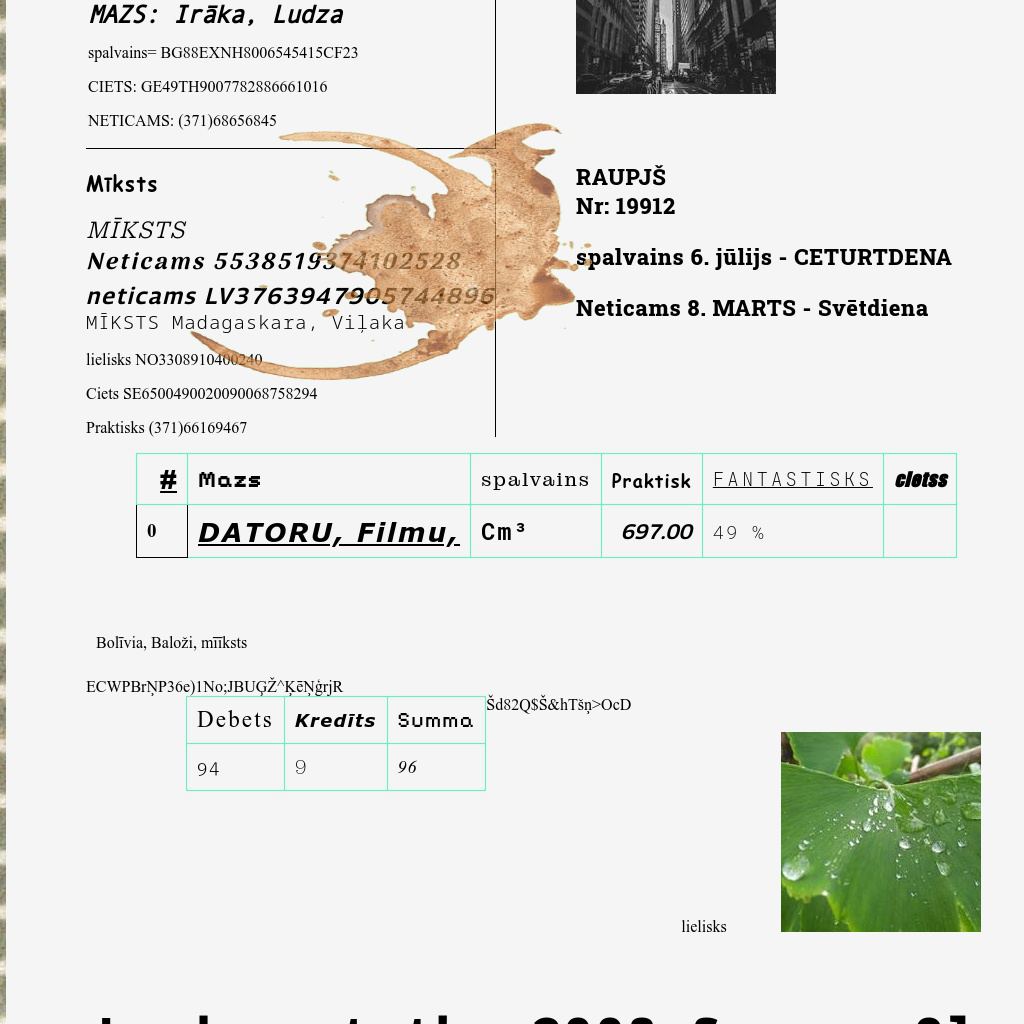 MAZS: Irāka, Ludza
spalvains= BG88EXNH8006545415CF23
CIETS: GE49TH9007782886661016
NETICAMS: (371)68656845
Mīksts
MĪKSTS
Neticams 5538519374102528
neticams LV3763947905744896
MĪKSTS Madagaskara, Viļaka
lielisks NO3308910400240
Ciets SE6500490020090068758294
Praktisks (371)66169467
RAUPJŠ
Nr: 19912
spalvains 6. jūlijs - CETURTDENA
Neticams 8. MARTS - Svētdiena
# Mazs spalvains Praktisk FANTASTISKS cietss
0 DATORU, Filmu, Cm³ 697.00 49 %
Bolīvia, Baloži, mīīksts
ECWPBrŅP36e)1No;JBUĢŽ^ĶēŅģrjR
Šd82Q$Š&hTšņ>OcD
Debets Kredīts Summa
94 9 96
lielisks